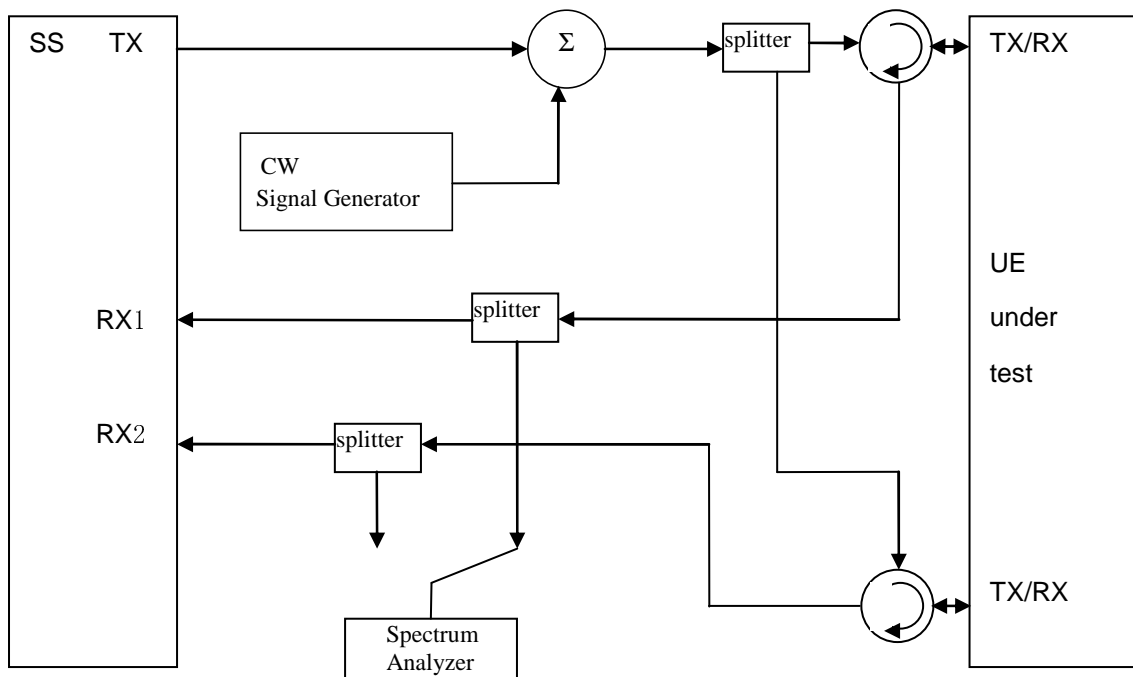 SS TX
Σ
splitter
TX/RX
CW
Signal Generator
UE
under
test
RX1
splitter
RX2
splitter
TX/RX
Spectrum
Analyzer